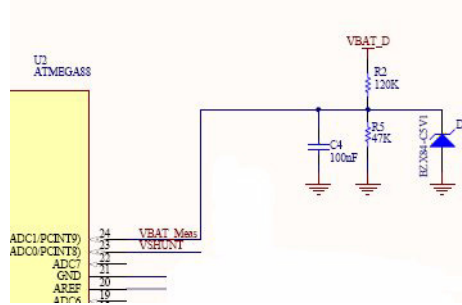 VBAT_D
U2
ATMEGA88
R2
120K
R5
47K
C4
100nF
BZX84-C5V1
D
ADC1/PCINT9)
24
VBAT_Meas
ADC0/PCINT8)
23
VSHUNT
ADC7
22
GND
21
AREF
20
ADC6
19